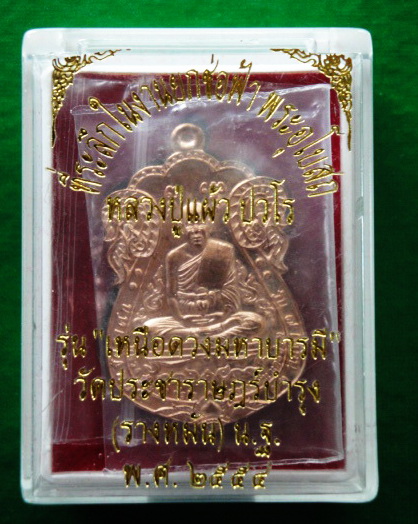 ที่ระลึกในงานยกช่อฟ้า พระอุโบสถ
หลวงปู่แผ้ว ปวโร
รุ่น "เหนือดวงมหาบารมี"
วัดประชาราษฎร์บำรุง
(รางหมัน) น.ฐ.
พ.ศ. ๒๕๕๔